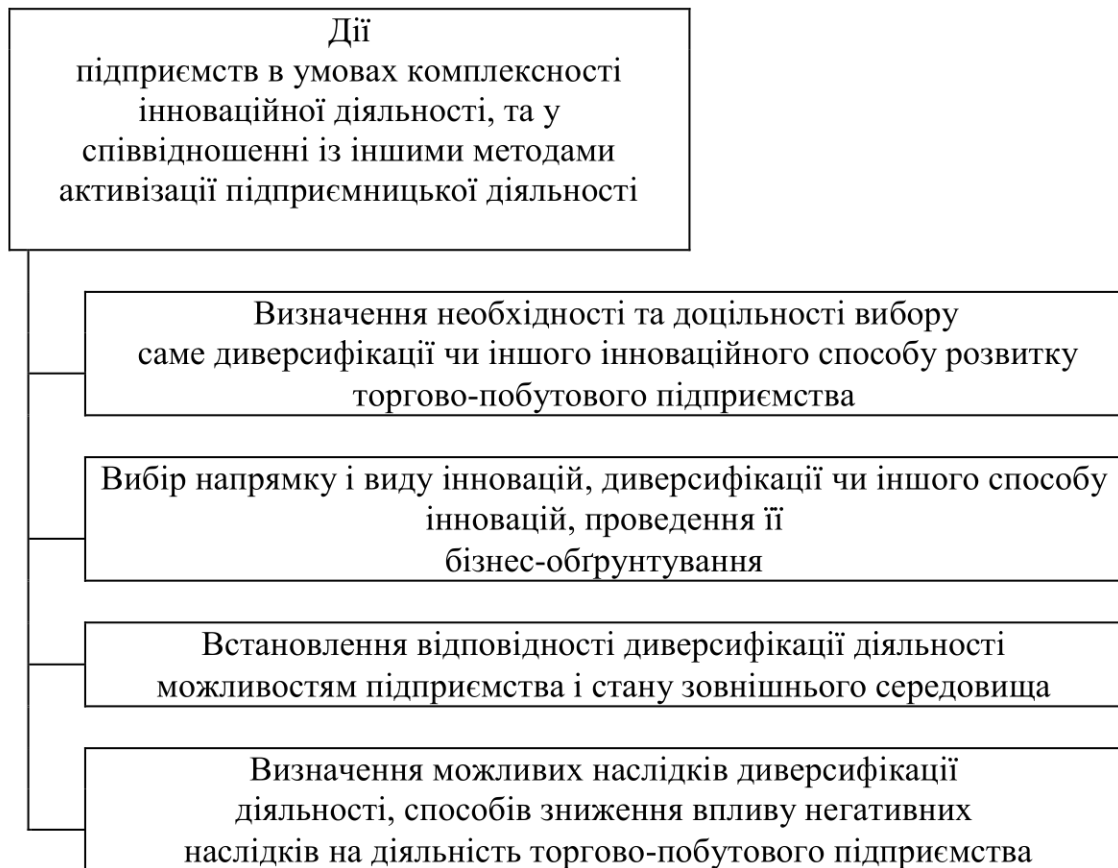 Дії
підприємств в умовах комплексності
інноваційної діяльності, та у
співвідношенні із іншими методами
активізації підприємницької діяльності
Визначення необхідності та доцільності вибору
саме диверсифікації чи іншого інноваційного способу розвитку
торгово-побутового підприємства
Вибір напрямку і виду інновацій, диверсифікації чи іншого способу
інновацій, проведення її
бізнес-обґрунтування
Встановлення відповідності диверсифікації діяльності
можливостям підприємства і стану зовнішнього середовища
Визначення можливих наслідків диверсифікації
діяльності, способів зниження впливу негативних
наслідків на діяльність торгово-побутового підприємства